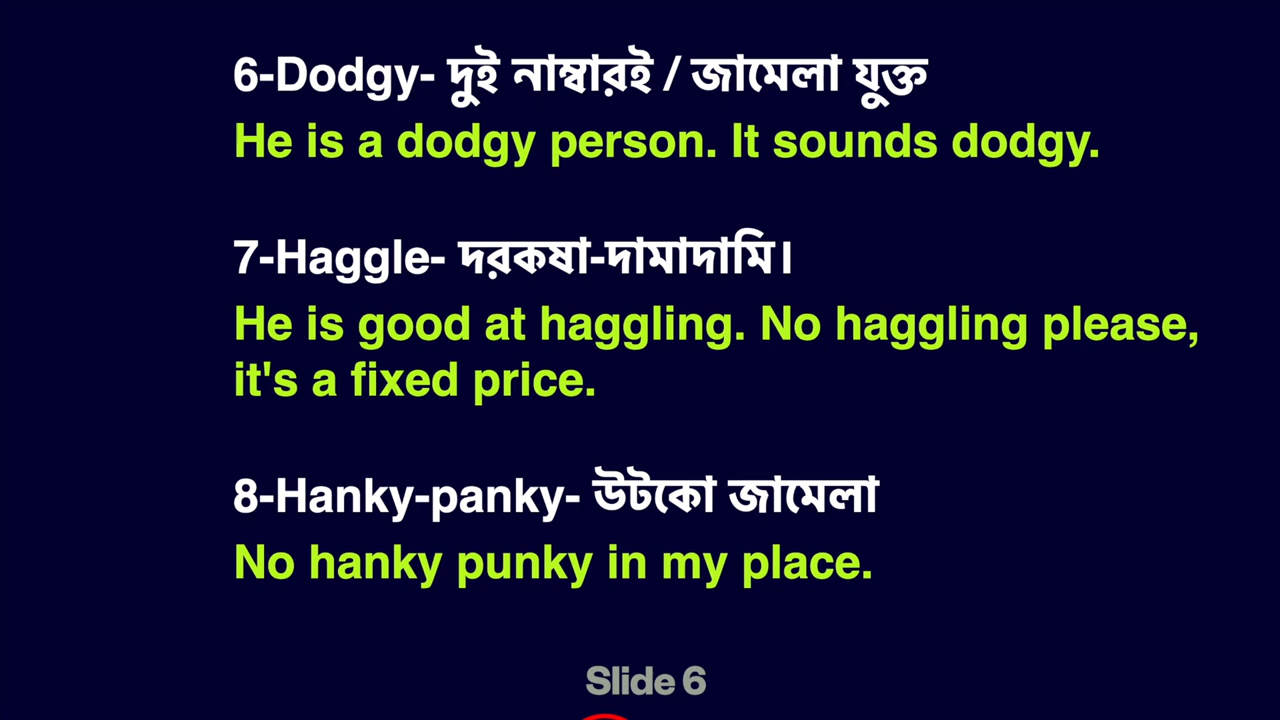 6-Dodgy- দুই নাম্বারই / জামেলা যুক্ত
He is a dodgy person. It sounds dodgy.
7-Haggle- দরকষা-দামাদামি।
He is good at haggling. No haggling please,
it's a fixed price.
8-Hanky-panky- উটকো জামেলা
No hanky punky in my place.
Slide 6